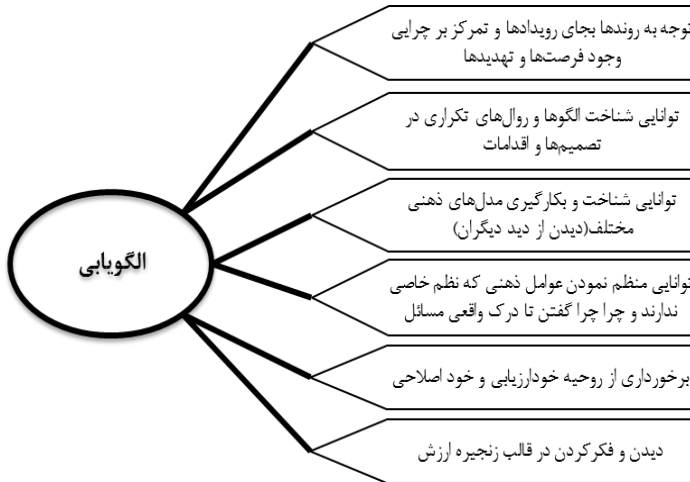 توجه به روندها بجای رویدادها و تمرکز بر چرایی
وجود فرصت‌ها و تهدیدها
توانایی شناخت الگوها و روال‌های تکراری در
تصمیم‌ها و اقدامات
توانایی شناخت و بکارگیری مدل‌های ذهنی
مختلف(دیدن از دید دیگران)
الگویابی
توانایی منظم نمودن عوامل ذهنی که نظم خاصی
ندارند و چرا چرا گفتن تا درک واقعی مسائل
برخورداری از روحیه خودارزیابی و خود اصلاحی
دیدن و فکرکردن در قالب زنجیره ارزش